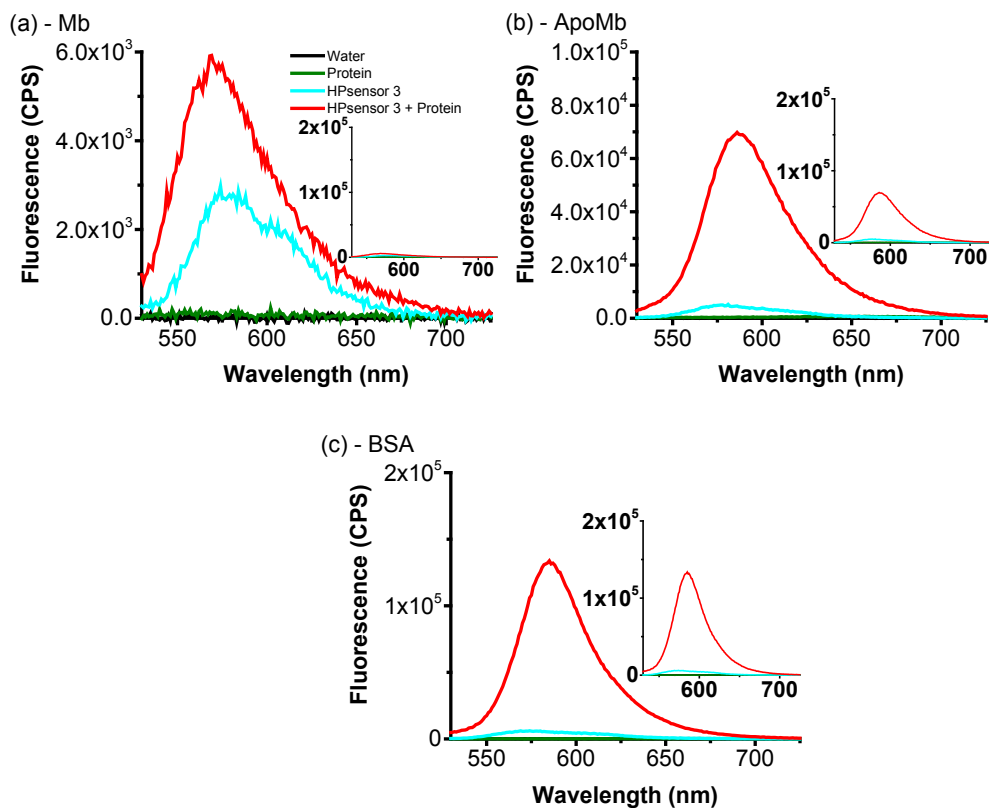 (a) - Mb
Fluorescence (CPS)
6.0x10³
4.0x10³
2.0x10³
0.0
550
600
650
700
Wavelength (nm)
Water
Protein
HPsensor 3
HPsensor 3 + Protein
2x10⁵
1x10⁵
0
600
700
(b) - ApoMb
Fluorescence (CPS)
1.0x10⁵
8.0x10⁴
6.0x10⁴
4.0x10⁴
2.0x10⁴
0.0
550
600
650
700
Wavelength (nm)
2x10⁵
1x10⁵
0
600
700
(c) - BSA
Fluorescence (CPS)
2x10⁵
1x10⁵
0
550
600
650
700
Wavelength (nm)
2x10⁵
1x10⁵
0
600
700